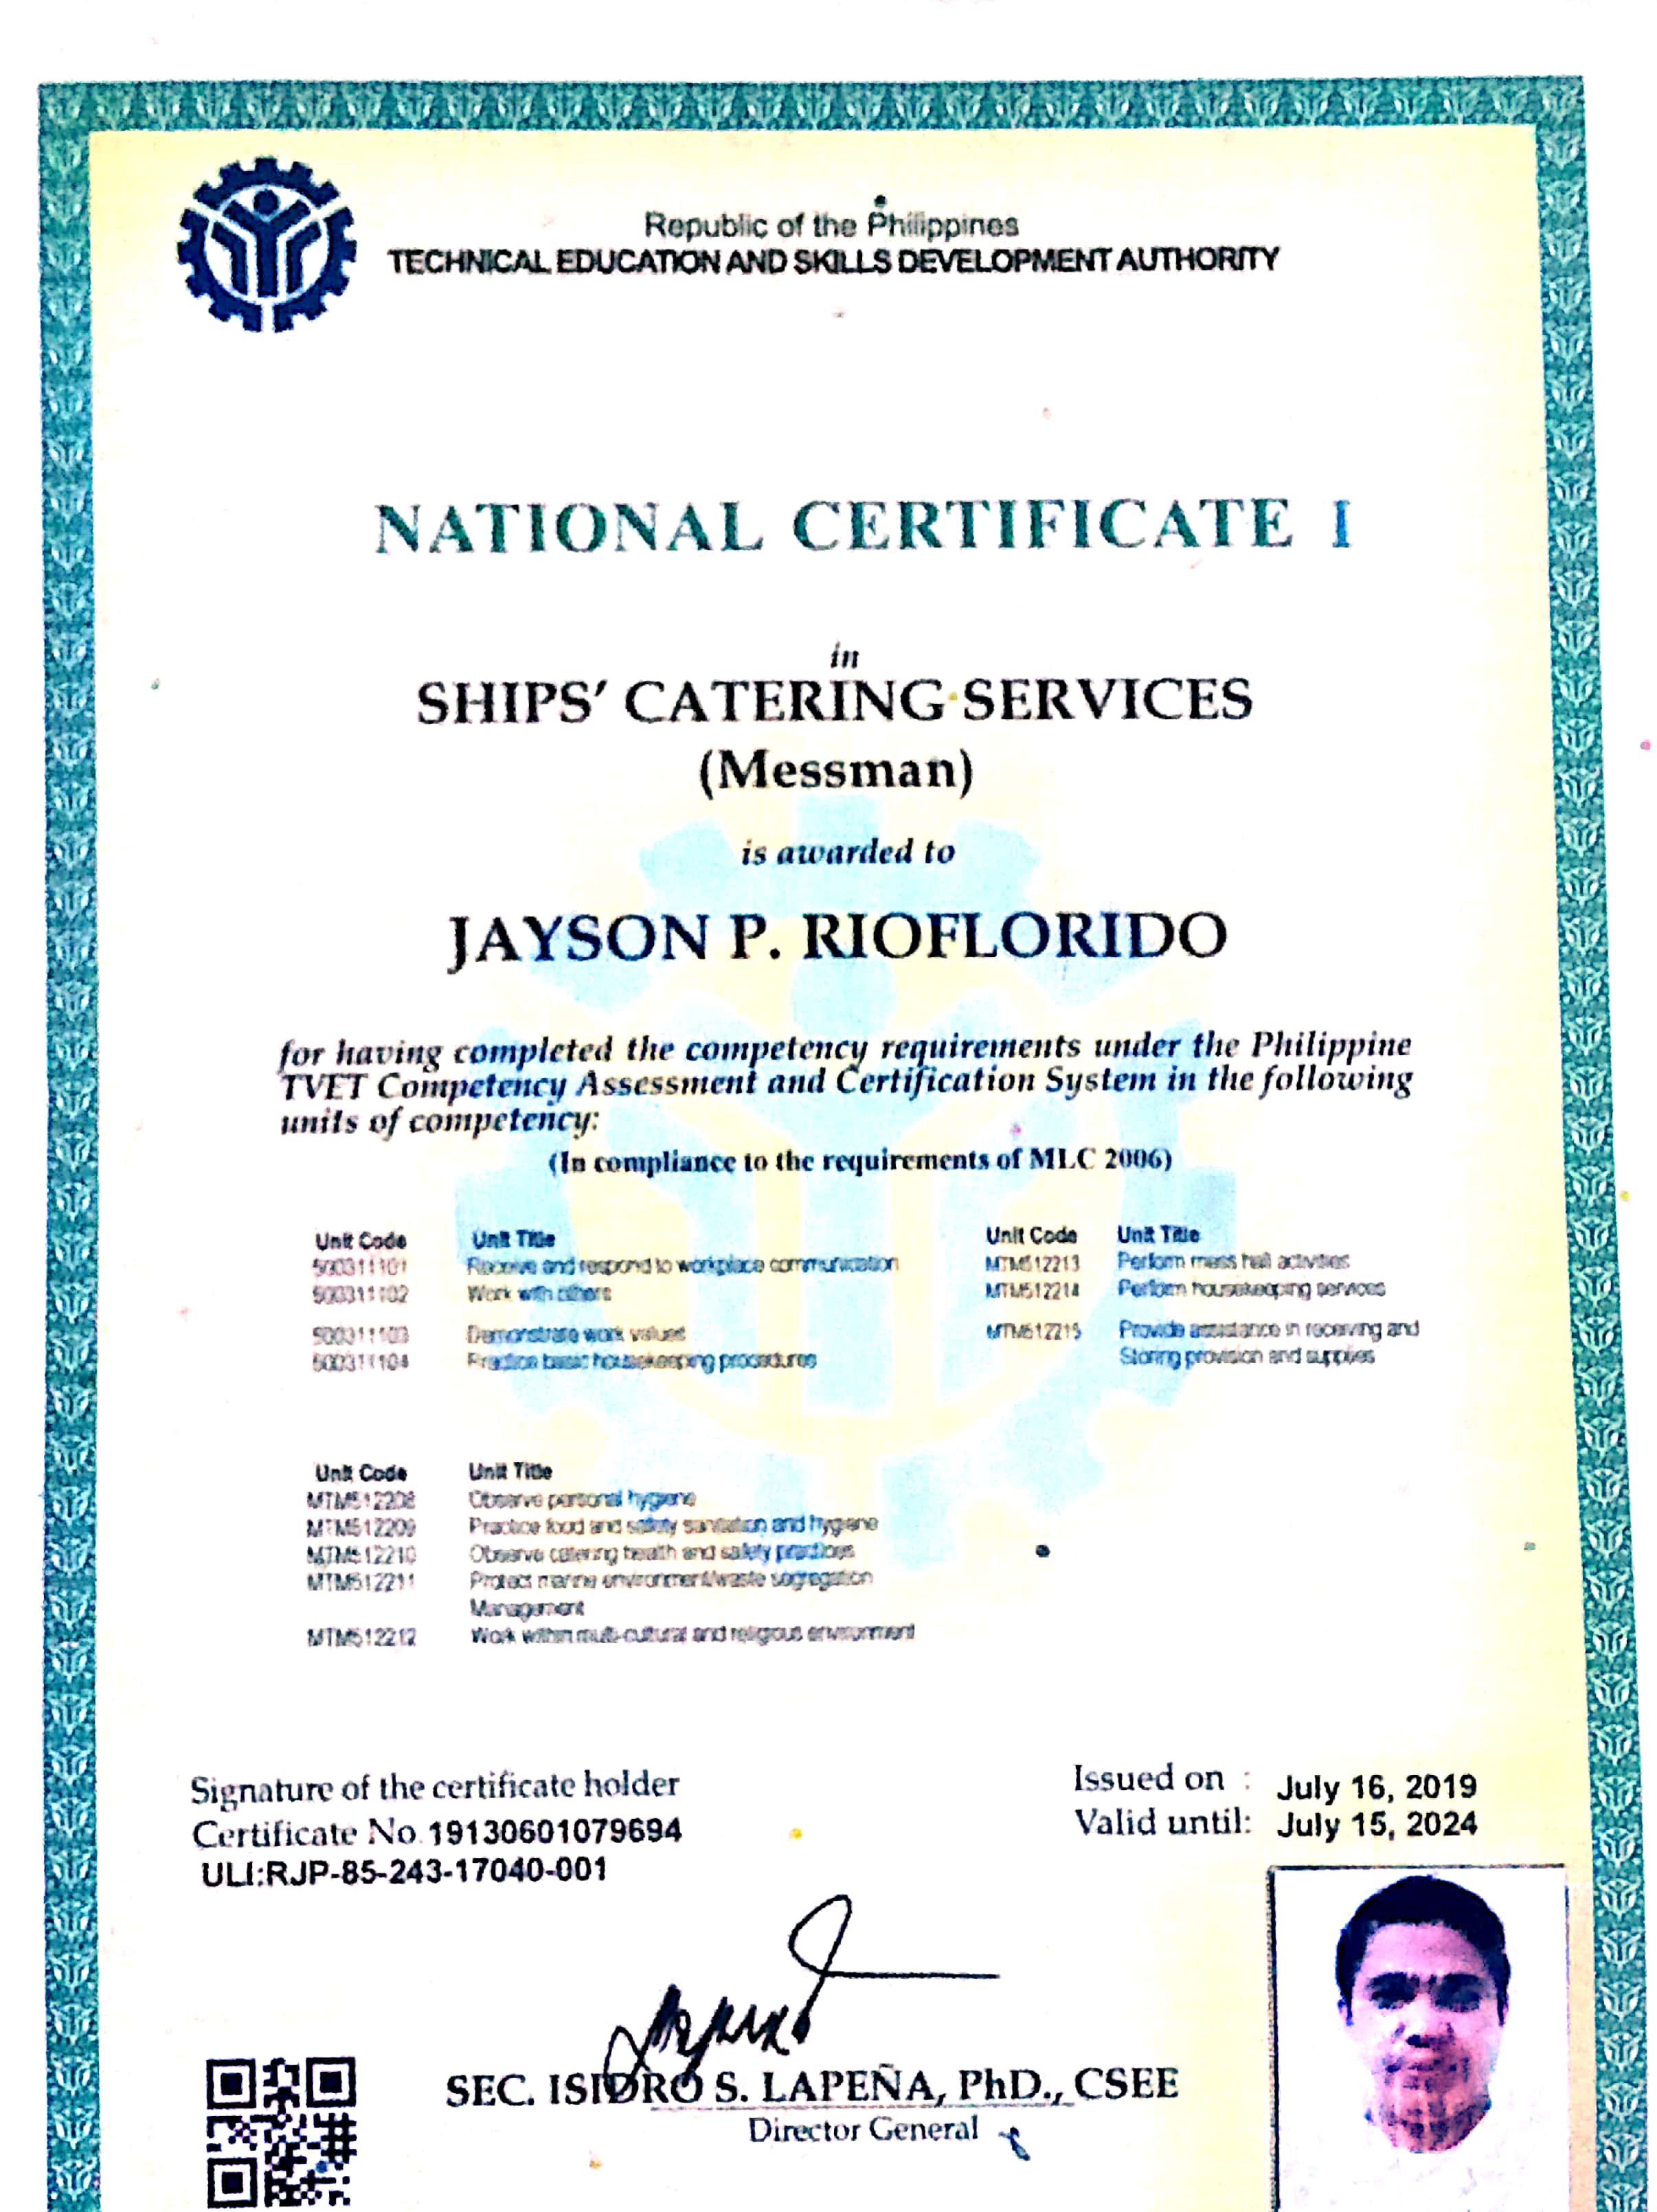 Republic of the Philippines
TECHNICAL EDUCATION AND SKILLS DEVELOPMENT AUTHORITY
NATIONAL CERTIFICATE I
in
SHIPS' CATERING SERVICES
(Messman)
is awarded to
JAYSON P. RIOFLORIDO
for having completed the competency requirements under the Philippine
TVET Competency Assessment and Certification System in the following
units of competency:
(In compliance to the requirements of MLC 2006)
Unit Code Unit Title
500311101 Receive and respond to workplace communication
500311102 Work with others
500311103 Demonstrate work values
500311104 Practice basic housekeeping procedures
Unit Code Unit Title
MTM512213 Perform mess hall activities
MTM512214 Perform housekeeping services
MTM512215 Provide assistance in receiving and
Storing provision and supplies
Unit Code Unit Title
MTM512208 Observe personal hygiene
MTM512209 Practice food and safety sanitation and hygiene
MTM512210 Observe catering health and safety practices
MTM512211 Protect marine environment/waste segregation
Management
MTM512212 Work within multi-cultural and religious environment
Signature of the certificate holder
Certificate No. 19130601079694
ULI:RJP-85-243-17040-001
Issued on : July 16, 2019
Valid until: July 15, 2024
SEC. ISIDRO S. LAPEÑA, PhD., CSEE
Director General